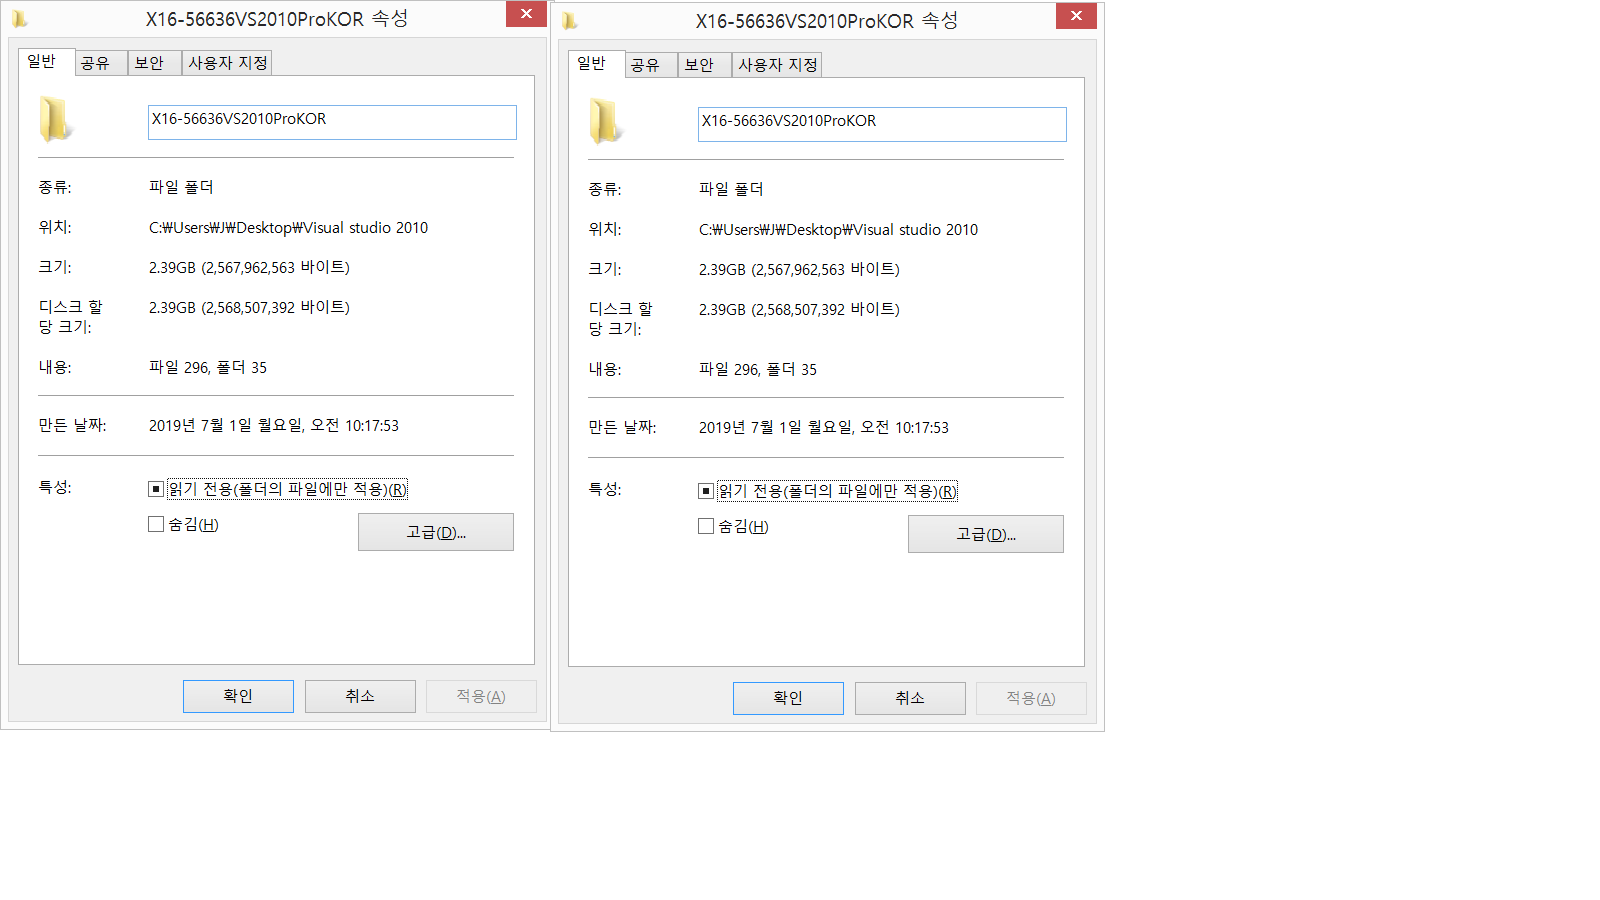 X16-56636VS2010ProKOR 속성
일반 공유 보안 사용자 지정
X16-56636VS2010ProKOR
종류: 파일 폴더
위치: C:₩Users₩J₩Desktop₩Visual studio 2010
크기: 2.39GB (2,567,962,563 바이트)
디스크 할 2.39GB (2,568,507,392 바이트)
당 크기:
내용: 파일 296, 폴더 35
만든 날짜: 2019년 7월 1일 월요일, 오전 10:17:53
특성: 읽기 전용(폴더의 파일에만 적용)(R)
숨김(H) 고급(D)...
확인 취소 적용(A)
X16-56636VS2010ProKOR 속성
일반 공유 보안 사용자 지정
X16-56636VS2010ProKOR
종류: 파일 폴더
위치: C:₩Users₩J₩Desktop₩Visual studio 2010
크기: 2.39GB (2,567,962,563 바이트)
디스크 할 2.39GB (2,568,507,392 바이트)
당 크기:
내용: 파일 296, 폴더 35
만든 날짜: 2019년 7월 1일 월요일, 오전 10:17:53
특성: 읽기 전용(폴더의 파일에만 적용)(R)
숨김(H) 고급(D)...
확인 취소 적용(A)